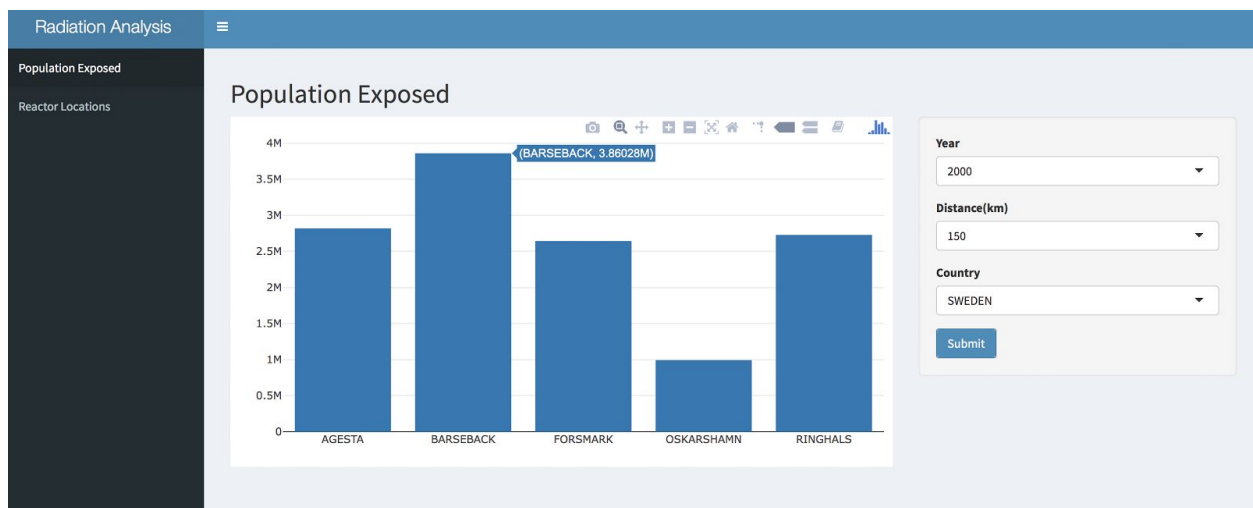 Radiation Analysis
Population Exposed
Reactor Locations
Population Exposed
4M
3.5M
3M
2.5M
2M
1.5M
1M
0.5M
0
(BARSEBACK, 3.86028M)
AGESTA BARSEBACK FORSMARK OSKARSHAMN RINGHALS
Year
2000
Distance(km)
150
Country
SWEDEN
Submit